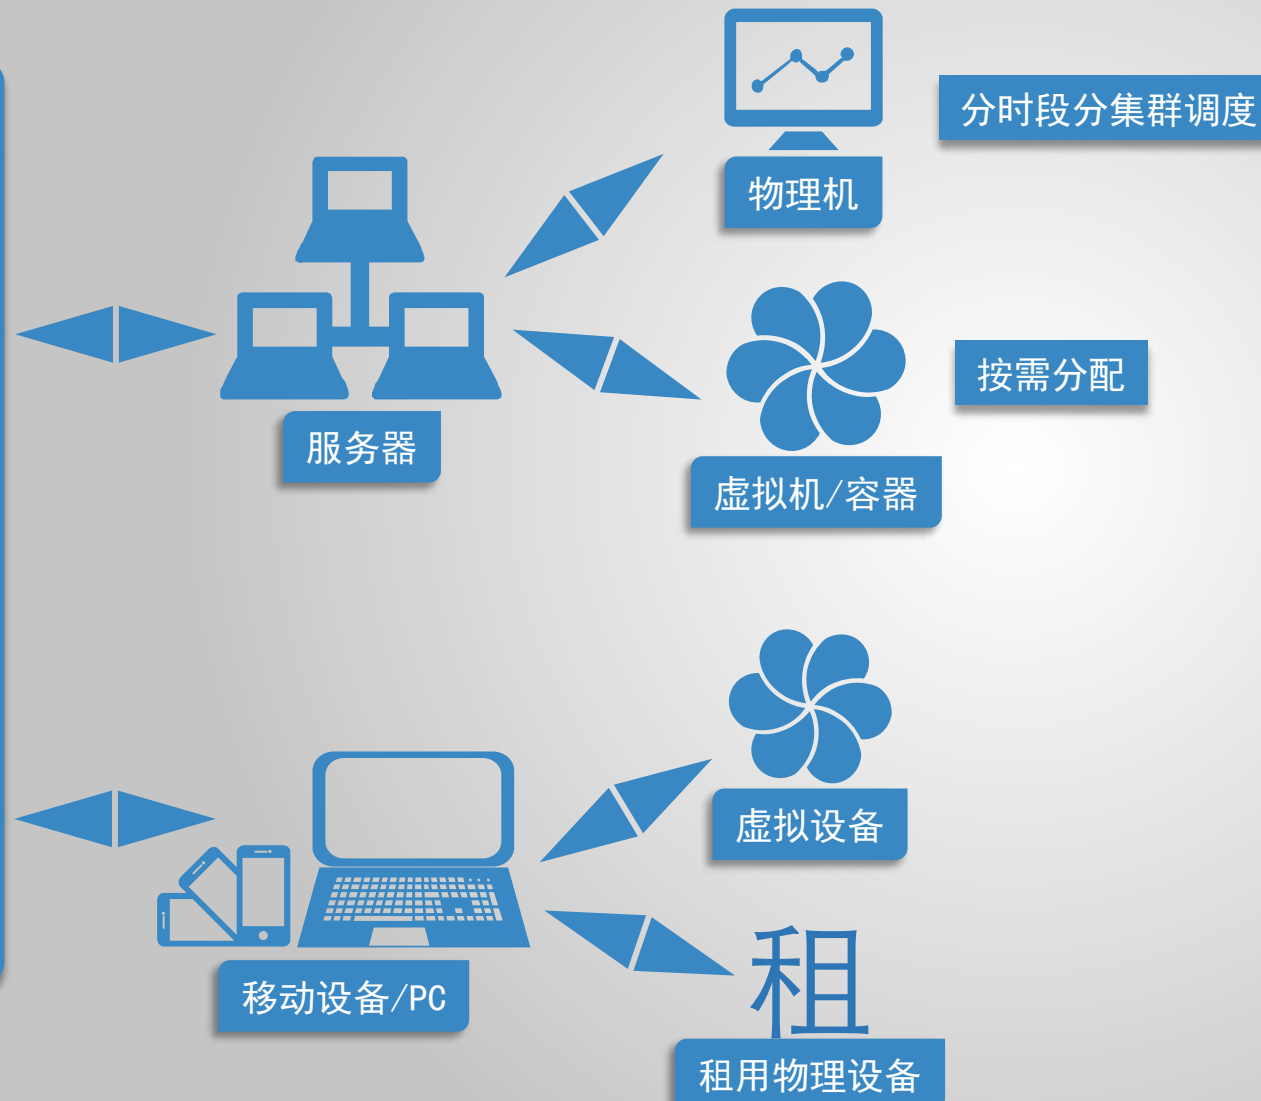 分时段分集群调度
物理机
按需分配
服务器
虚拟机/容器
虚拟设备
移动设备/PC
租
租用物理设备